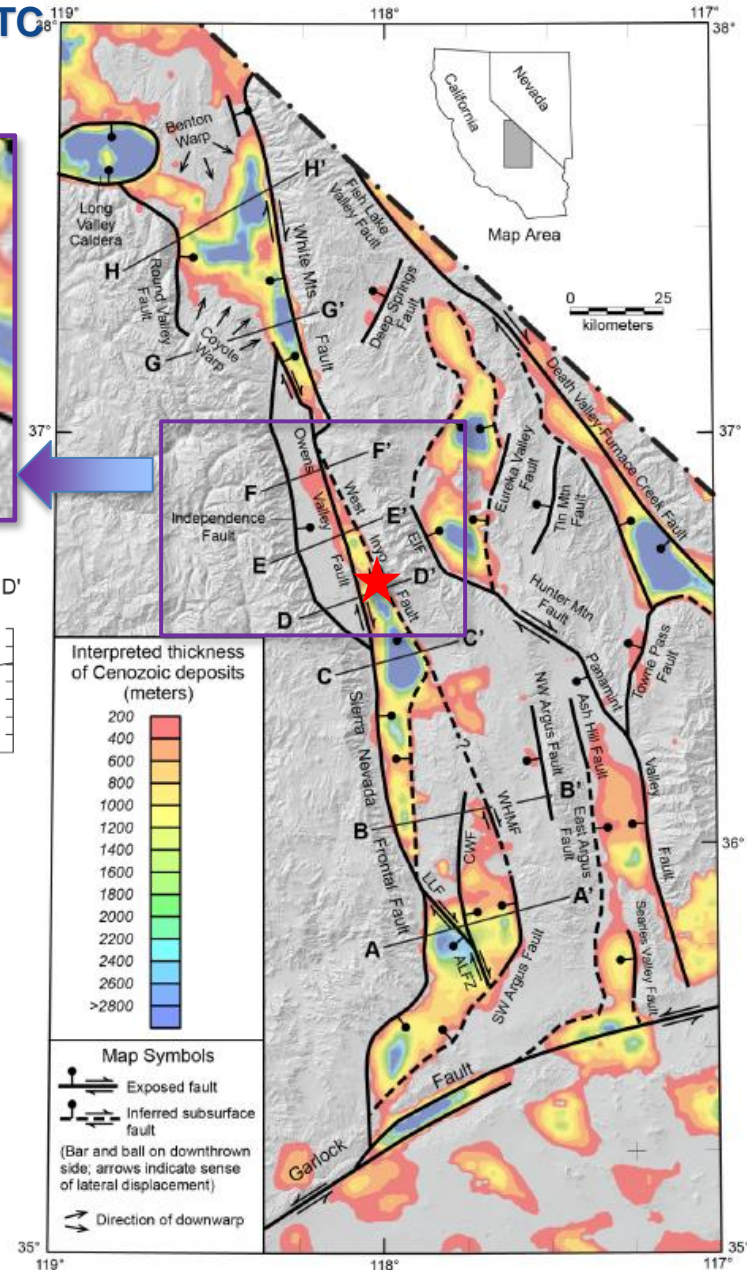 TC
119°
118°
117°
38°
38°
California
Nevada
Map Area
0 25
kilometers
Benton
Warp
H'
Fish Lake
Valley Fault
Long
Valley
Caldera
White Mts
Fault
H
Round Valley
Fault
Deep Springs
Fault
G'
Coyote
Warp
G
Death Valley-Furnace Creek Fault
37°
37°
Owens
Valley
Fault
F'
F
West
Inyo
Fault
Eureka Valley
Fault
Tin Mtn
Fault
Independence
Fault
E'
EIF
E
D'
D'
D
Hunter Mtn
Fault
C'
C
Panamint
Valley
Fault
Towne Pass
Fault
Interpreted thickness
of Cenozoic deposits
(meters)
200
400
600
800
1000
1200
1400
1600
1800
2000
2200
2400
2600
>2800
Sierra
Nevada
Frontal
Fault
?
NW Argus Fault
Ash Hill Fault
B'
B
WHMF
CWF
East Argus
Fault
36°
36°
LLF
A'
A
ALFZ
SW Argus Fault
Searles Valley Fault
Map Symbols
Exposed fault
Inferred subsurface
fault
(Bar and ball on downthrown
side; arrows indicate sense
of lateral displacement)
Direction of downwarp
Garlock
Fault
35°
35°
119°
118°
117°